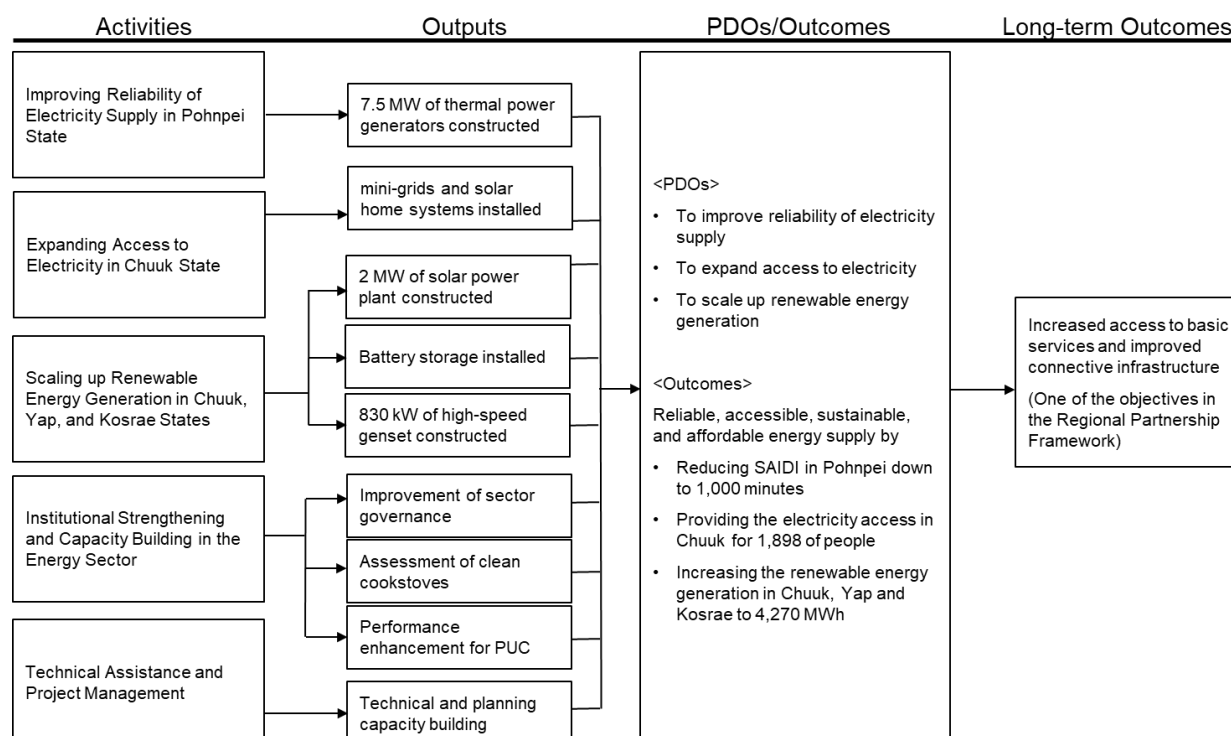 Activities
Outputs
PDOs/Outcomes
Long-term Outcomes
Improving Reliability of
Electricity Supply in Pohnpei
State
Expanding Access to
Electricity in Chuuk State
Scaling up Renewable
Energy Generation in Chuuk,
Yap, and Kosrae States
Institutional Strengthening
and Capacity Building in the
Energy Sector
Technical Assistance and
Project Management
7.5 MW of thermal power
generators constructed
mini-grids and solar
home systems installed
2 MW of solar power
plant constructed
Battery storage installed
830 kW of high-speed
genset constructed
Improvement of sector
governance
Assessment of clean
cookstoves
Performance
enhancement for PUC
Technical and planning
capacity building
<PDOs>
• To improve reliability of electricity
supply
• To expand access to electricity
• To scale up renewable energy
generation
<Outcomes>
Reliable, accessible, sustainable,
and affordable energy supply by
• Reducing SAIDI in Pohnpei down
to 1,000 minutes
• Providing the electricity access in
Chuuk for 1,898 of people
• Increasing the renewable energy
generation in Chuuk, Yap and
Kosrae to 4,270 MWh
Increased access to basic
services and improved
connective infrastructure
(One of the objectives in
the Regional Partnership
Framework)